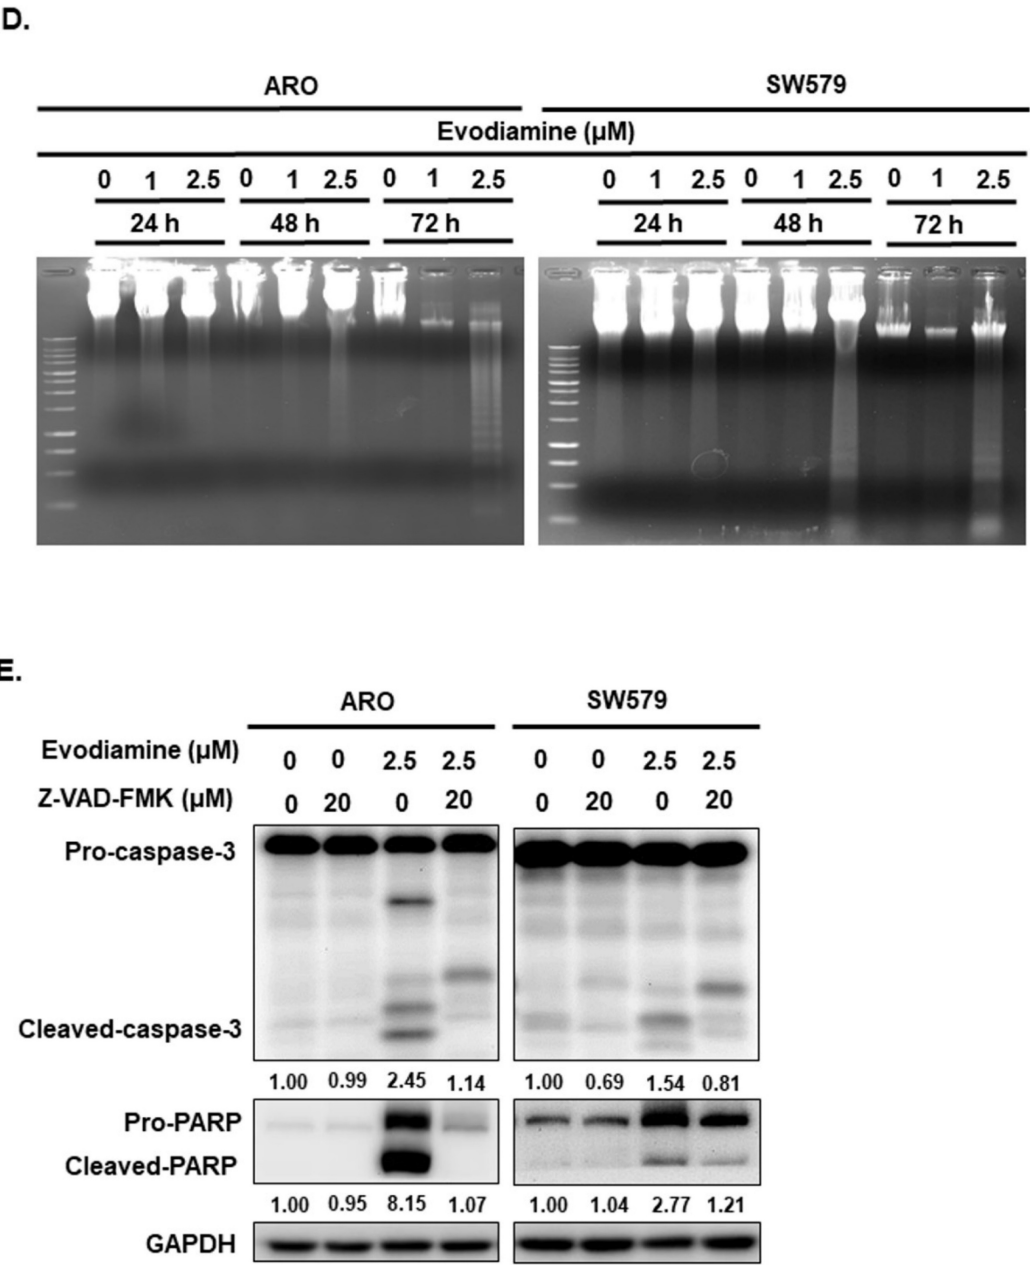 D.
ARO SW579
Evodiamine (μM)
0 1 2.5 0 1 2.5 0 1 2.5 0 1 2.5 0 1 2.5 0 1 2.5
24 h 48 h 72 h 24 h 48 h 72 h
E.
ARO SW579
Evodiamine (μM) 0 0 2.5 2.5 0 0 2.5 2.5
Z-VAD-FMK (μM) 0 20 0 20 0 20 0 20
Pro-caspase-3
Cleaved-caspase-3
1.00 0.99 2.45 1.14 1.00 0.69 1.54 0.81
Pro-PARP
Cleaved-PARP
1.00 0.95 8.15 1.07 1.00 1.04 2.77 1.21
GAPDH